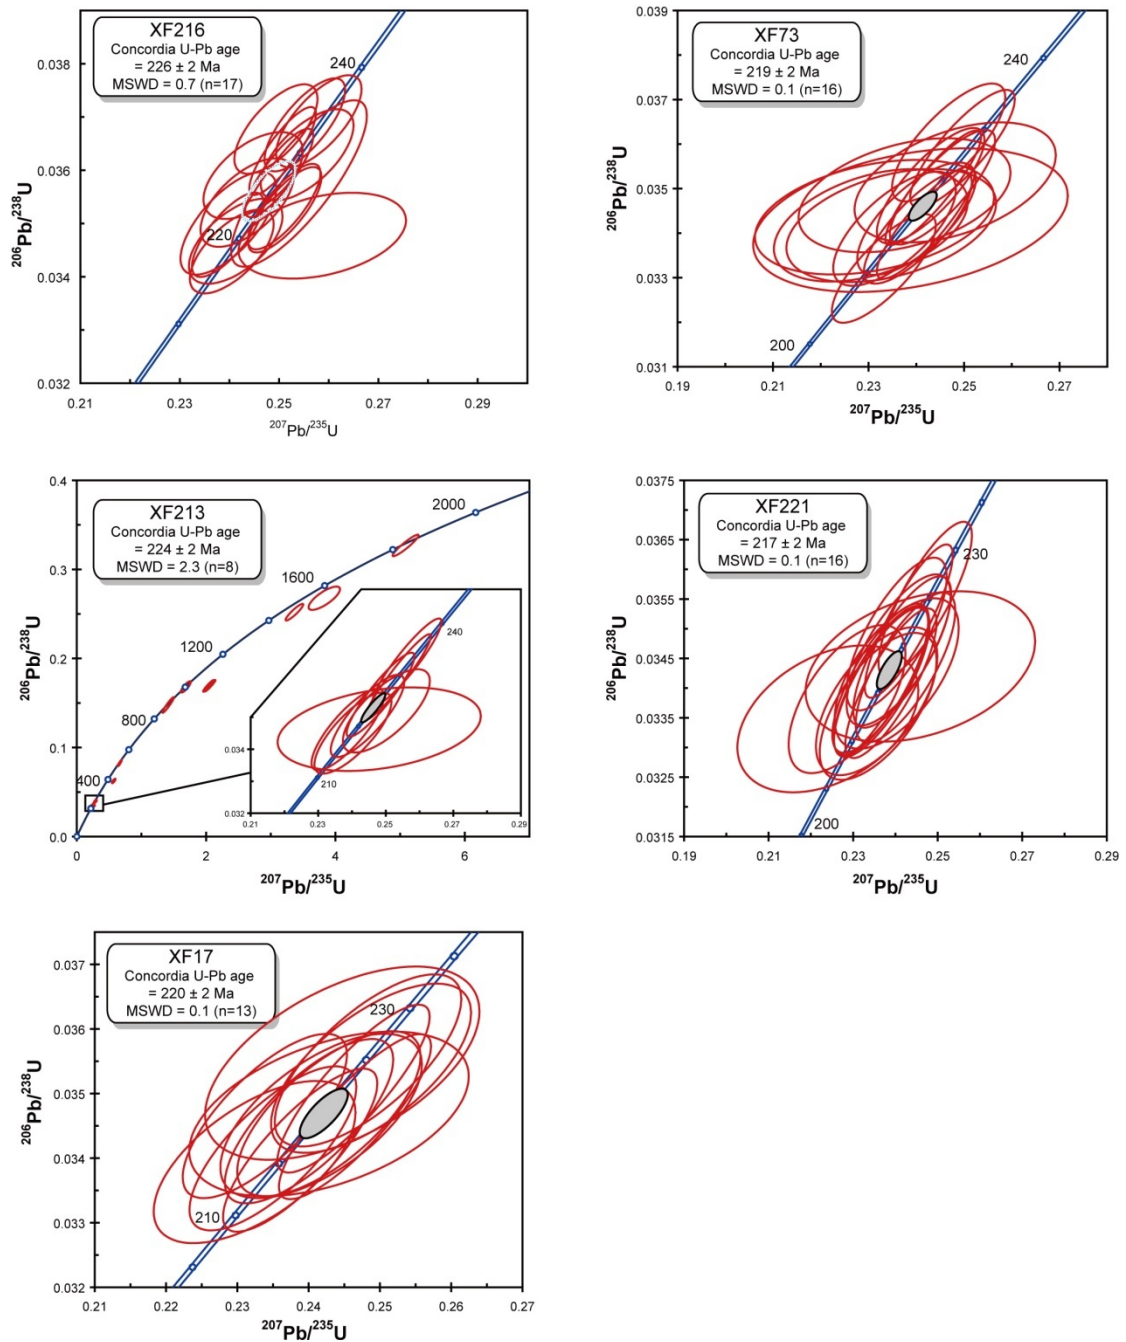 XF216
Concordia U-Pb age
= 226 ± 2 Ma
MSWD = 0.7 (n=17)
240
220
0.038
0.036
0.034
0.032
0.21
0.23
0.25
0.27
0.29
206Pb/238U
207Pb/235U
XF73
Concordia U-Pb age
= 219 ± 2 Ma
MSWD = 0.1 (n=16)
240
200
0.039
0.037
0.035
0.033
0.031
0.19
0.21
0.23
0.25
0.27
206Pb/238U
207Pb/235U
XF213
Concordia U-Pb age
= 224 ± 2 Ma
MSWD = 2.3 (n=8)
2000
1600
1200
800
400
0.4
0.3
0.2
0.1
0.0
0
2
4
6
206Pb/238U
207Pb/235U
240
210
0.034
0.032
0.21
0.23
0.25
0.27
0.29
XF221
Concordia U-Pb age
= 217 ± 2 Ma
MSWD = 0.1 (n=16)
230
200
0.0375
0.0365
0.0355
0.0345
0.0335
0.0325
0.0315
0.19
0.21
0.23
0.25
0.27
0.29
206Pb/238U
207Pb/235U
XF17
Concordia U-Pb age
= 220 ± 2 Ma
MSWD = 0.1 (n=13)
230
210
0.037
0.036
0.035
0.034
0.033
0.032
0.21
0.22
0.23
0.24
0.25
0.26
0.27
206Pb/238U
207Pb/235U